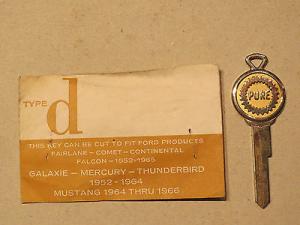 TYPE d
THIS KEY CAN BE CUT TO FIT FORD PRODUCTS
FAIRLANE – COMET – CONTINENTAL
FALCON – 1952-1965
GALAXIE – MERCURY – THUNDERBIRD
1952 – 1964
MUSTANG 1964 THRU 1966
PURE